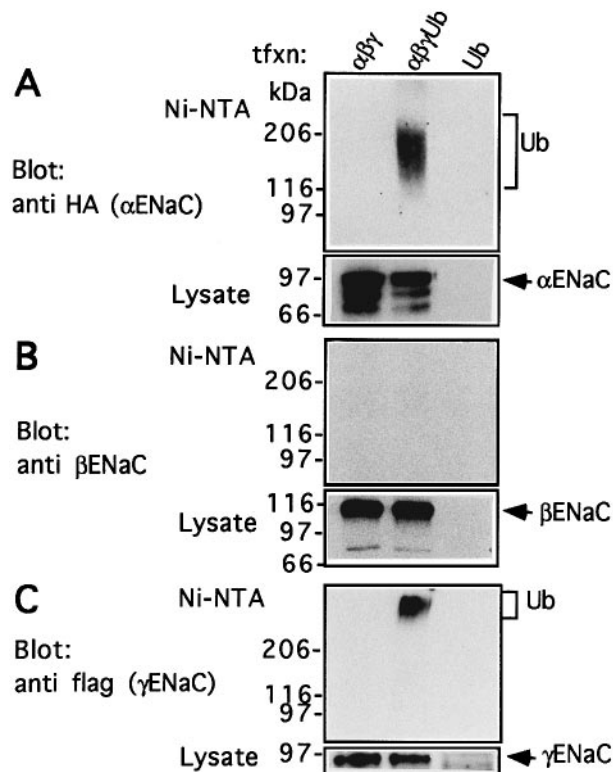 tfxn: αβγ αβγUb Ub
A
kDa
Ni-NTA
206-
Ub
Blot:
anti HA (αENaC)
116-
97-
97-
αENaC
Lysate
66-
B
Ni-NTA
206-
Blot:
anti βENaC
116-
97-
116-
βENaC
Lysate
97-
66-
C
Ni-NTA
Ub
Blot:
anti flag (γENaC)
206-
116-
97-
Lysate
97-
γENaC